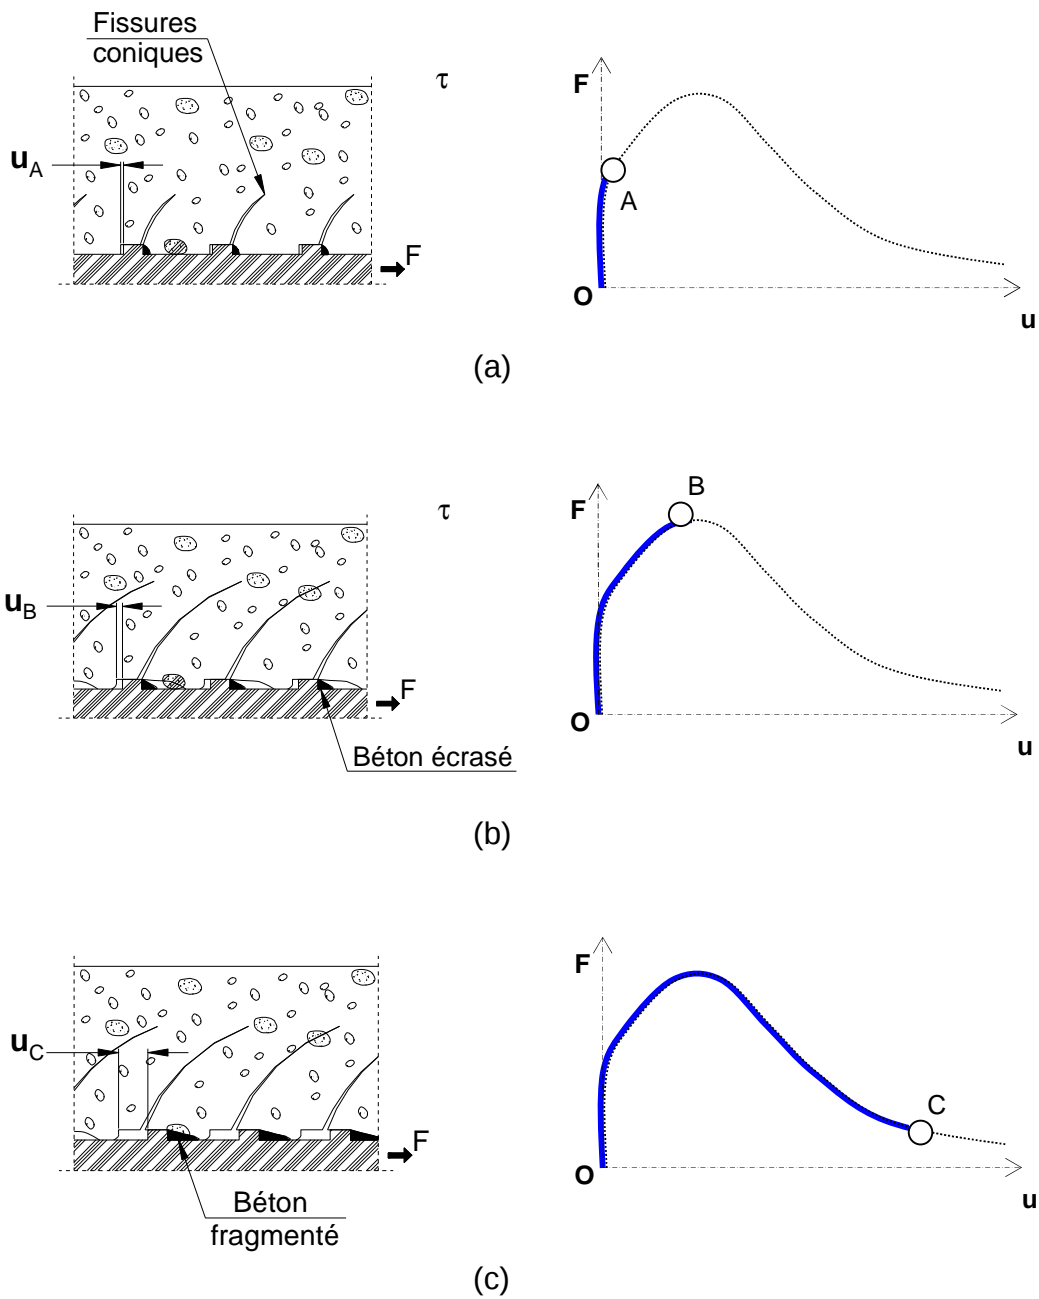 Fissures
coniques
τ
u_A
F
F
A
O
u
(a)
τ
u_B
F
Béton écrasé
F
B
O
u
(b)
u_C
F
Béton
fragmenté
F
C
O
u
(c)